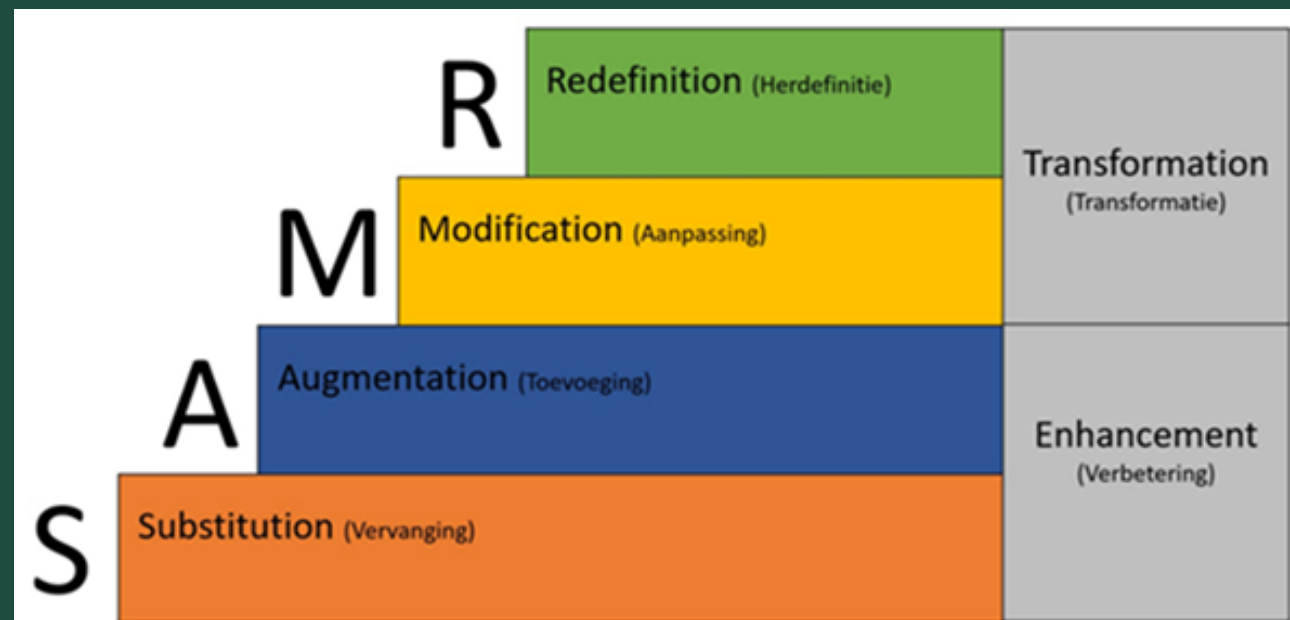 R
Redefinition (Herdefinitie)
Transformation
(Transformatie)
M
Modification (Aanpassing)
A
Augmentation (Toevoeging)
Enhancement
(Verbetering)
S
Substitution (Vervanging)